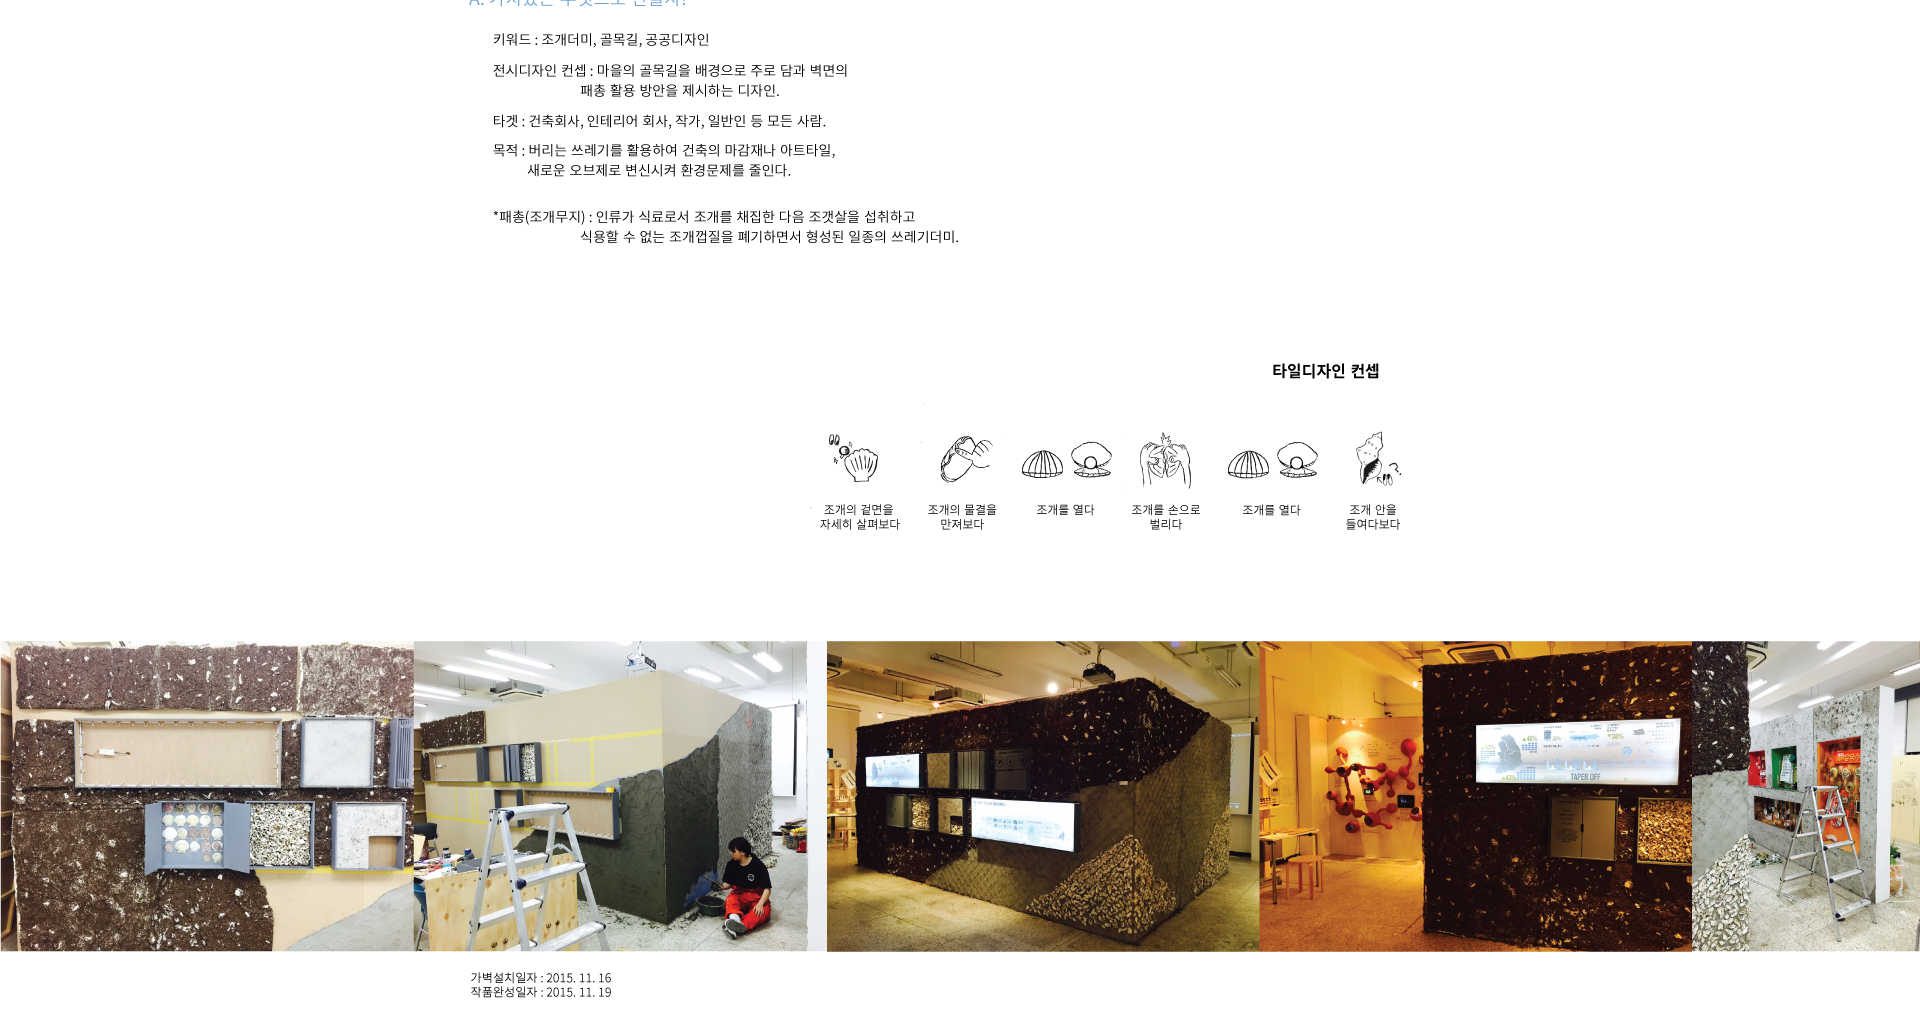 키워드 : 조개더미, 골목길, 공공디자인
전시디자인 컨셉 : 마을의 골목길을 배경으로 주로 담과 벽면의
패총 활용 방안을 제시하는 디자인.
타겟 : 건축회사, 인테리어 회사, 작가, 일반인 등 모든 사람.
목적 : 버리는 쓰레기를 활용하여 건축의 마감재나 아트타일,
새로운 오브제로 변신시켜 환경문제를 줄인다.
*패총(조개무지) : 인류가 식료로서 조개를 채집한 다음 조갯살을 섭취하고
식용할 수 없는 조개껍질을 폐기하면서 형성된 일종의 쓰레기더미.
타일디자인 컨셉
조개의 겉면을
자세히 살펴보다
조개의 물결을
만져보다
조개를 열다
조개를 손으로
벌리다
조개를 열다
조개 안을
들여다보다
TAPER OFF
가벽설치일자 : 2015. 11. 16
작품완성일자 : 2015. 11. 19